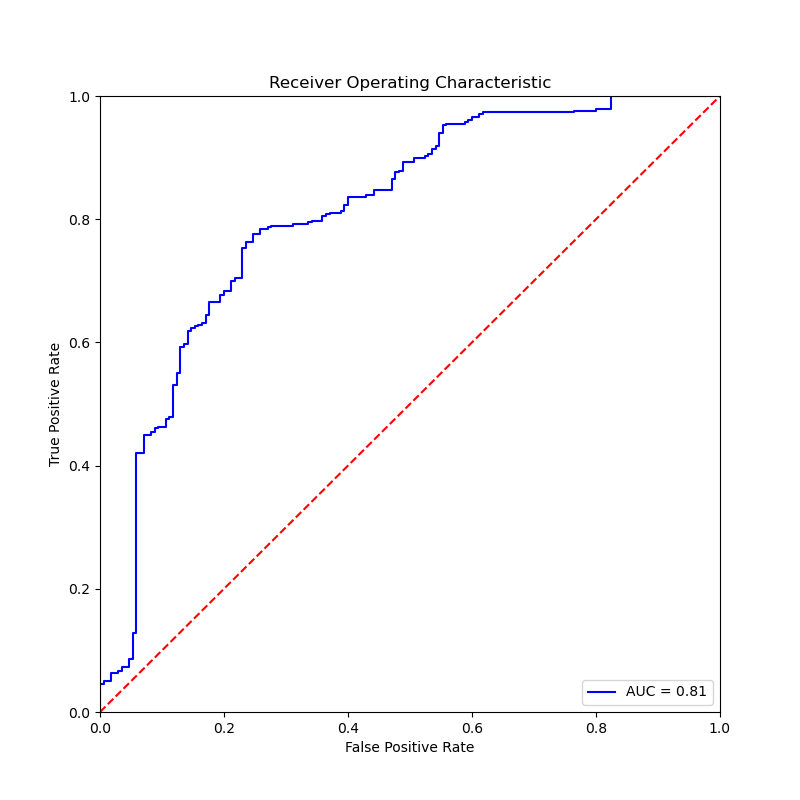 Receiver Operating Characteristic
True Positive Rate
1.0
0.8
0.6
0.4
0.2
0.0
0.0 0.2 0.4 0.6 0.8 1.0
False Positive Rate
AUC = 0.81